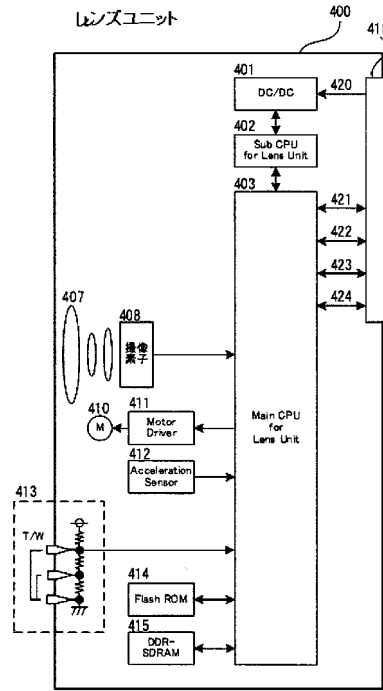 レンズユニット
400
401
DC/DC
420
402
Sub CPU
for Lens Unit
403
421
422
423
424
407
408
撮像
素子
410
M
411
Motor
Driver
412
Acceleration
Sensor
Main CPU
for
Lens Unit
413
T/W
414
Flash ROM
415
DDR-
SDRAM